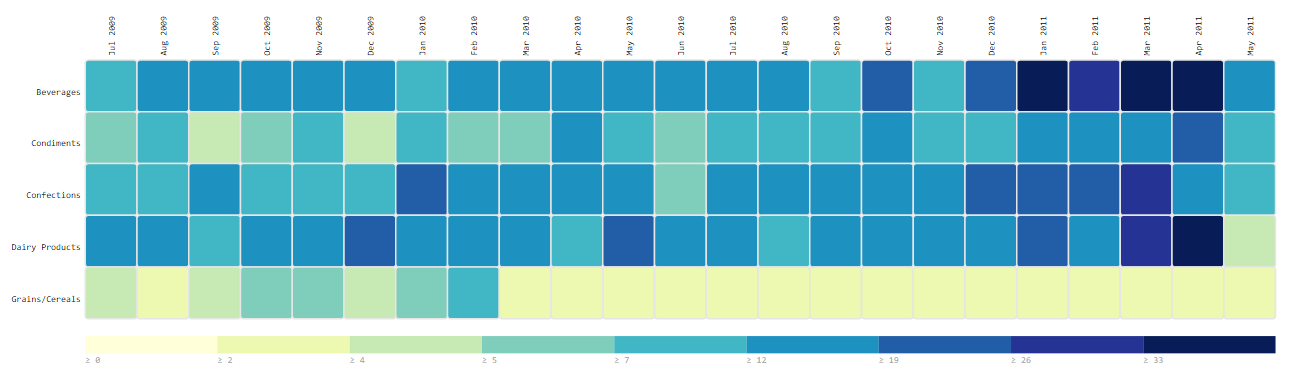 Jul 2009
Aug 2009
Sep 2009
Oct 2009
Nov 2009
Dec 2009
Jan 2010
Feb 2010
Mar 2010
Apr 2010
May 2010
Jun 2010
Jul 2010
Aug 2010
Sep 2010
Oct 2010
Nov 2010
Dec 2010
Jan 2011
Feb 2011
Mar 2011
Apr 2011
May 2011
Beverages
Condiments
Confections
Dairy Products
Grains/Cereals
≥ 0 ≥ 2 ≥ 4 ≥ 5 ≥ 7 ≥ 12 ≥ 19 ≥ 26 ≥ 33